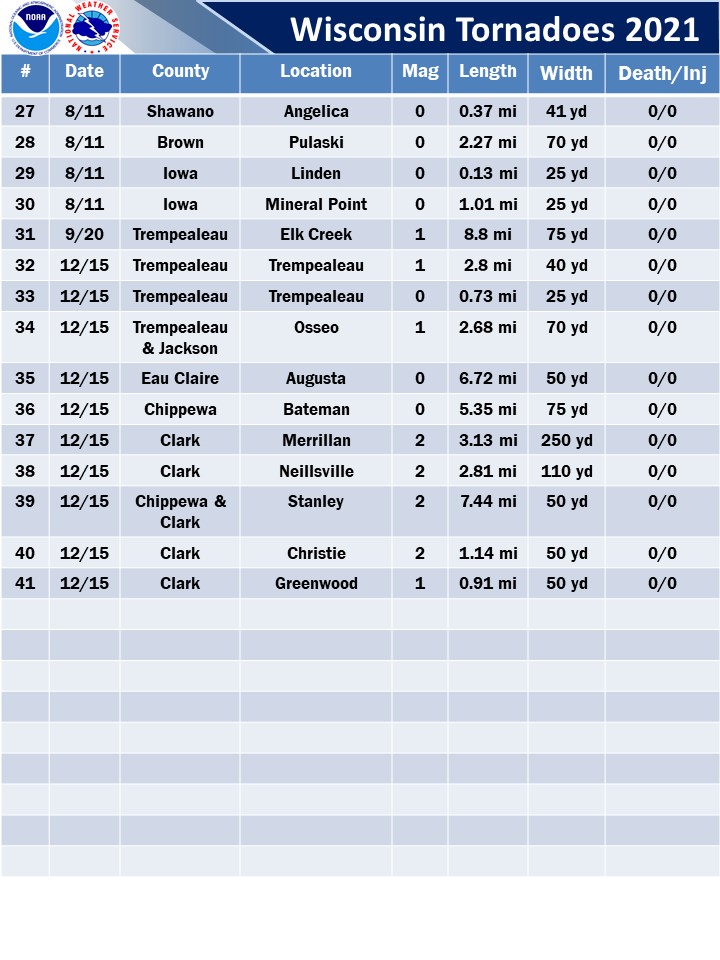 NOAA
NATIONAL WEATHER SERVICE
Wisconsin Tornadoes 2021
# Date County Location Mag Length Width Death/Inj
27 8/11 Shawano Angelica 0 0.37 mi 41 yd 0/0
28 8/11 Brown Pulaski 0 2.27 mi 70 yd 0/0
29 8/11 Iowa Linden 0 0.13 mi 25 yd 0/0
30 8/11 Iowa Mineral Point 0 1.01 mi 25 yd 0/0
31 9/20 Trempealeau Elk Creek 1 8.8 mi 75 yd 0/0
32 12/15 Trempealeau Trempealeau 1 2.8 mi 40 yd 0/0
33 12/15 Trempealeau Trempealeau 0 0.73 mi 25 yd 0/0
34 12/15 Trempealeau Osseo 1 2.68 mi 70 yd 0/0
& Jackson
35 12/15 Eau Claire Augusta 0 6.72 mi 50 yd 0/0
36 12/15 Chippewa Bateman 0 5.35 mi 75 yd 0/0
37 12/15 Clark Merrillan 2 3.13 mi 250 yd 0/0
38 12/15 Clark Neillsville 2 2.81 mi 110 yd 0/0
39 12/15 Chippewa & Stanley 2 7.44 mi 50 yd 0/0
Clark
40 12/15 Clark Christie 2 1.14 mi 50 yd 0/0
41 12/15 Clark Greenwood 1 0.91 mi 50 yd 0/0